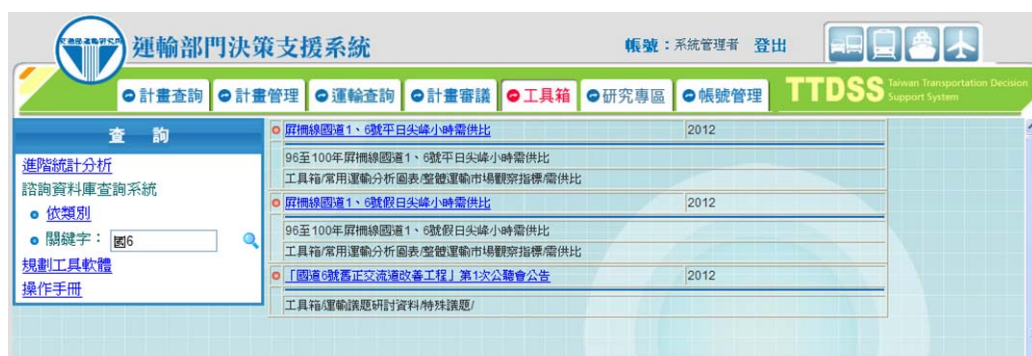 交通部運輸研究所
運輸部門決策支援系統
帳號：系統管理者 登出
計畫查詢 計畫管理 運輸查詢 計畫審議 工具箱 研究專區 帳號管理
TTDSS Taiwan Transportation Decision
Support System
查 詢
進階統計分析
諮詢資料庫查詢系統
依類別
關鍵字： 國6
規劃工具軟體
操作手冊
屏柵線國道1、6號平日尖峰小時需供比 2012
96至100年屏柵線國道1、6號平日尖峰小時需供比
工具箱/常用運輸分析圖表/整體運輸市場觀察指標/需供比
屏柵線國道1、6號假日尖峰小時需供比 2012
96至100年屏柵線國道1、6號假日尖峰小時需供比
工具箱/常用運輸分析圖表/整體運輸市場觀察指標/需供比
「國道6號舊正交流道改善工程」第1次公聽會公告 2012
工具箱/運輸議題研討資料/特殊議題/